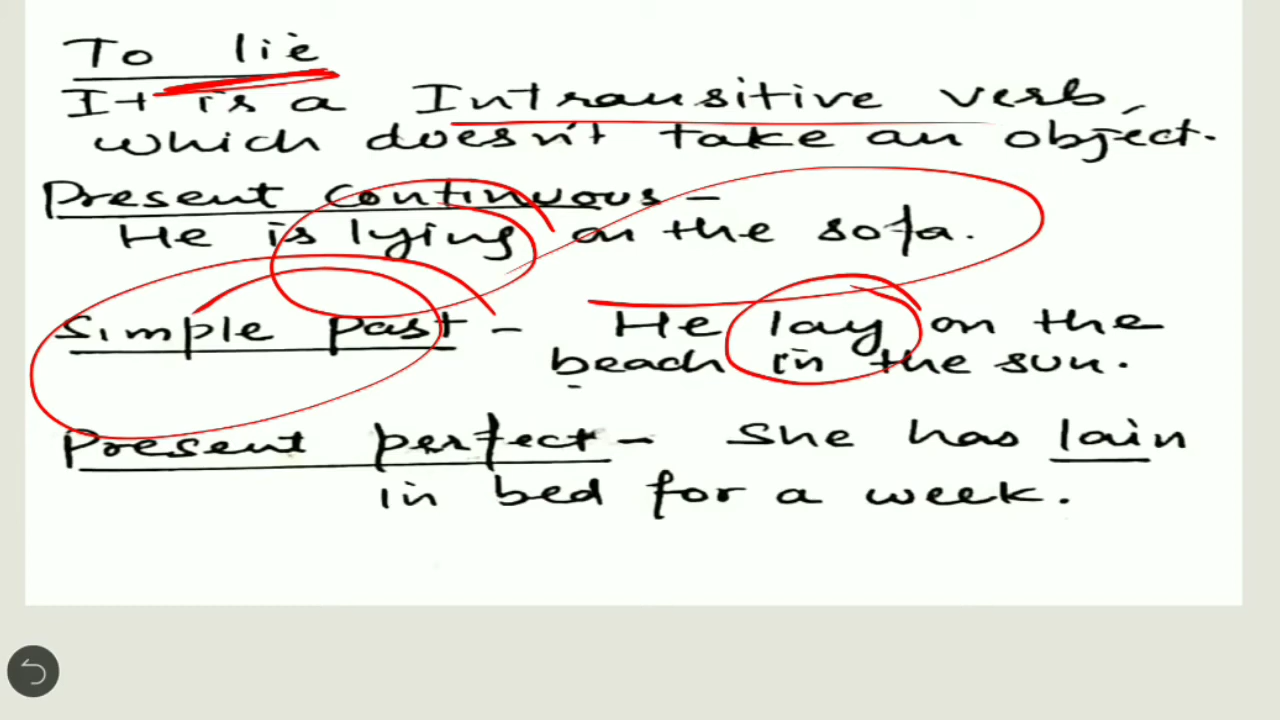 To lie
It is a Intransitive verb,
which doesn't take an object.
Present continuous -
He is lying on the sofa.
Simple past - He lay on the
beach in the sun.
Present perfect - She has lain
in bed for a week.